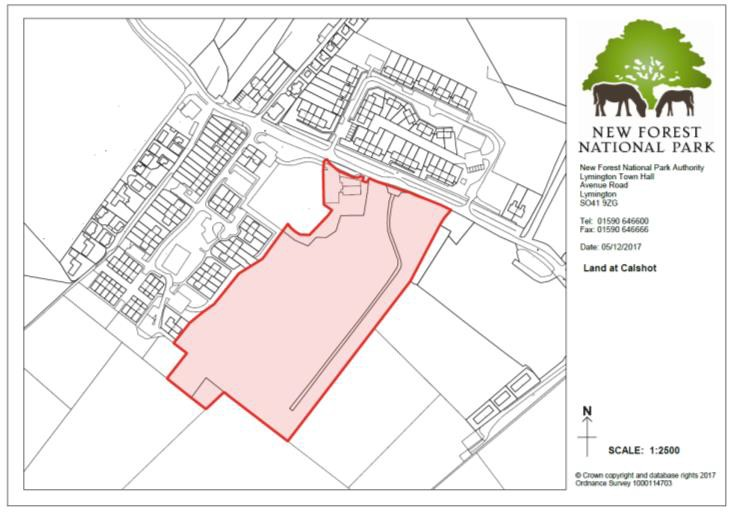 NEW FOREST
NATIONAL PARK
New Forest National Park Authority
Lymington Town Hall
Avenue Road
Lymington
SO41 9ZG
Tel: 01590 646600
Fax: 01590 646666
Date: 05/12/2017
Land at Calshot
N
SCALE: 1:2500
© Crown copyright and database rights 2017
Ordnance Survey 1000114703